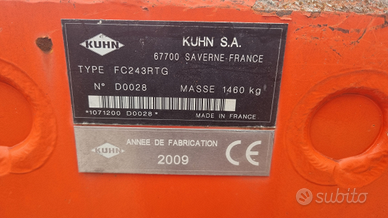 KUHN
KUHN S.A.
67700 SAVERNE-FRANCE
TYPE FC243RTG
N° D0028 MASSE 1460 kg
*1071200 D0028*
MADE IN FRANCE
KUHN
ANNEE DE FABRICATION
2009
CE
subito